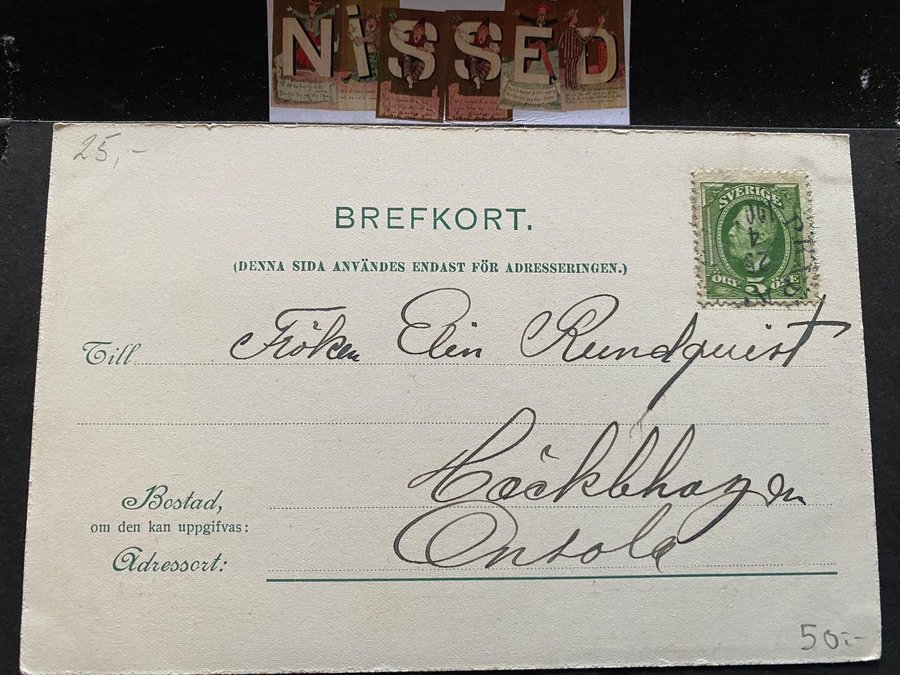 NiSSED
25,-
BREFKORT.
(DENNA SIDA ANVÄNDES ENDAST FÖR ADRESSERINGEN.)
SVERIGE
ÖRE 5 ÖRE
Till Fröken Elin Rundquist
Bostad,
om den kan uppgifvas:
Adressort: Onsola
50:-